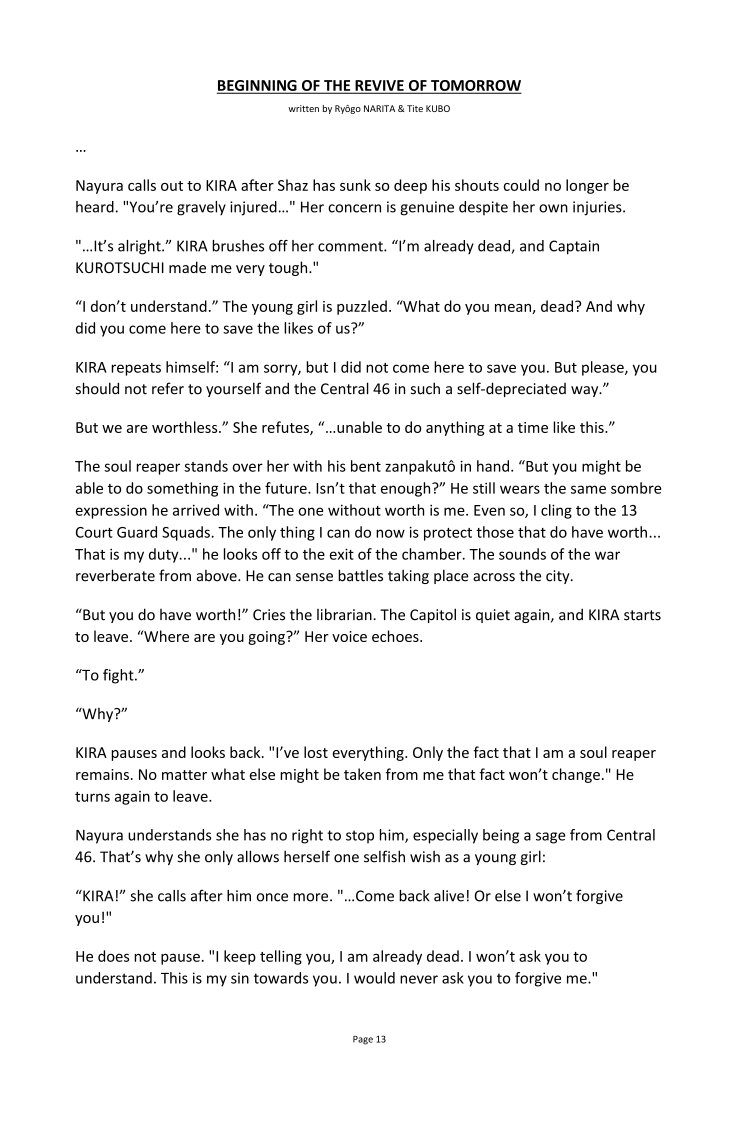 BEGINNING OF THE REVIVE OF TOMORROW
written by Ryôgo NARITA & Tite KUBO
…
Nayura calls out to KIRA after Shaz has sunk so deep his shouts could no longer be
heard. "You’re gravely injured…" Her concern is genuine despite her own injuries.
"…It’s alright.” KIRA brushes off her comment. “I’m already dead, and Captain
KUROTSUCHI made me very tough."
“I don’t understand.” The young girl is puzzled. “What do you mean, dead? And why
did you come here to save the likes of us?”
KIRA repeats himself: “I am sorry, but I did not come here to save you. But please, you
should not refer to yourself and the Central 46 in such a self-depreciated way.”
But we are worthless.” She refutes, “…unable to do anything at a time like this.”
The soul reaper stands over her with his bent zanpakutô in hand. “But you might be
able to do something in the future. Isn’t that enough?” He still wears the same sombre
expression he arrived with. “The one without worth is me. Even so, I cling to the 13
Court Guard Squads. The only thing I can do now is protect those that do have worth...
That is my duty..." he looks off to the exit of the chamber. The sounds of the war
reverberate from above. He can sense battles taking place across the city.
“But you do have worth!” Cries the librarian. The Capitol is quiet again, and KIRA starts
to leave. “Where are you going?” Her voice echoes.
“To fight.”
“Why?”
KIRA pauses and looks back. "I’ve lost everything. Only the fact that I am a soul reaper
remains. No matter what else might be taken from me that fact won’t change." He
turns again to leave.
Nayura understands she has no right to stop him, especially being a sage from Central
46. That’s why she only allows herself one selfish wish as a young girl:
“KIRA!” she calls after him once more. "…Come back alive! Or else I won’t forgive
you!"
He does not pause. "I keep telling you, I am already dead. I won’t ask you to
understand. This is my sin towards you. I would never ask you to forgive me."
Page 13